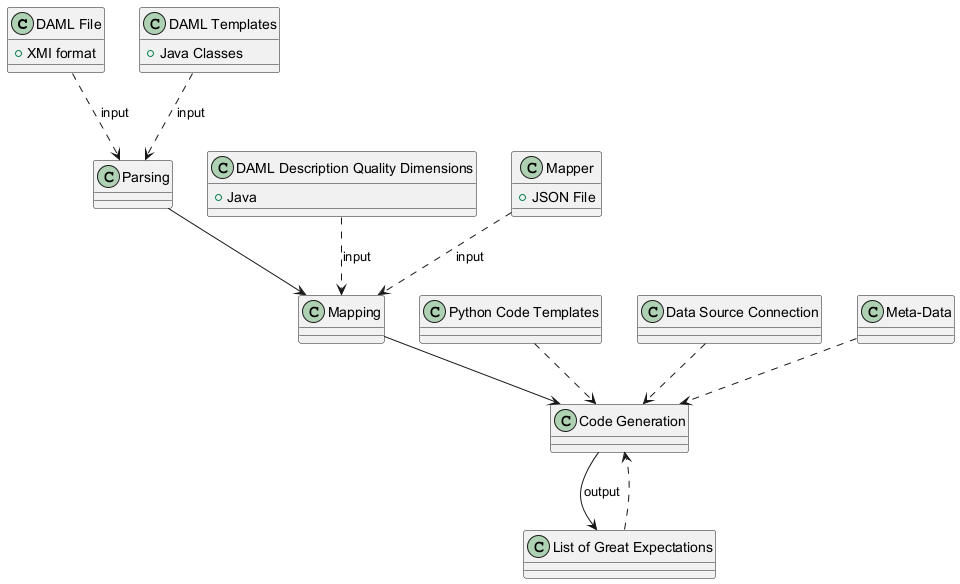 C DAML File
+ XMI format
C DAML Templates
+ Java Classes
input
input
C Parsing
C DAML Description Quality Dimensions
+ Java
C Mapper
+ JSON File
input
input
C Mapping
C Python Code Templates
C Data Source Connection
C Meta-Data
C Code Generation
output
C List of Great Expectations